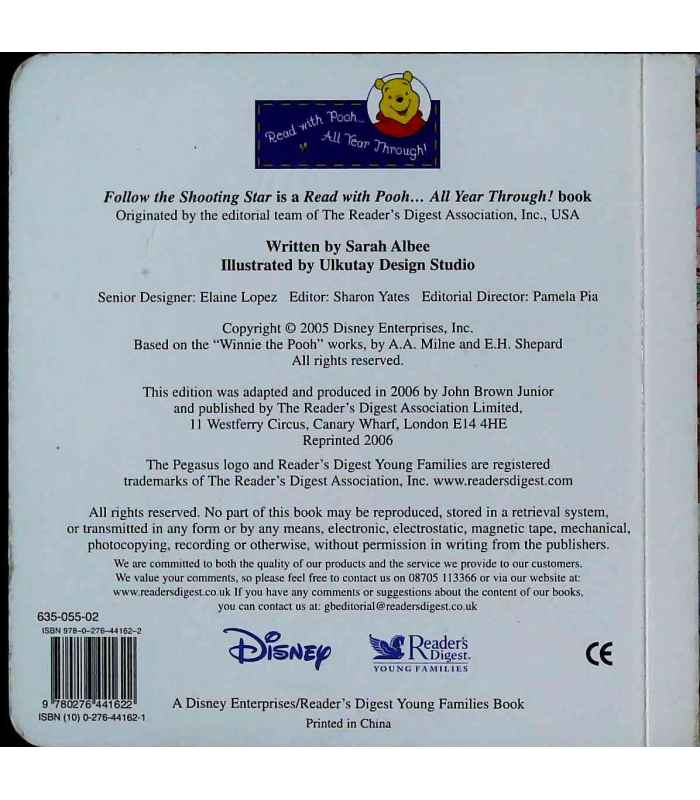 Read with Pooh...
All Year Through!
Follow the Shooting Star is a Read with Pooh... All Year Through! book
Originated by the editorial team of The Reader's Digest Association, Inc., USA
Written by Sarah Albee
Illustrated by Ulkutay Design Studio
Senior Designer: Elaine Lopez Editor: Sharon Yates Editorial Director: Pamela Pia
Copyright © 2005 Disney Enterprises, Inc.
Based on the "Winnie the Pooh" works, by A.A. Milne and E.H. Shepard
All rights reserved.
This edition was adapted and produced in 2006 by John Brown Junior
and published by The Reader's Digest Association Limited,
11 Westferry Circus, Canary Wharf, London E14 4HE
Reprinted 2006
The Pegasus logo and Reader's Digest Young Families are registered
trademarks of The Reader's Digest Association, Inc. www.readersdigest.com
All rights reserved. No part of this book may be reproduced, stored in a retrieval system,
or transmitted in any form or by any means, electronic, electrostatic, magnetic tape, mechanical,
photocopying, recording or otherwise, without permission in writing from the publishers.
We are committed to both the quality of our products and the service we provide to our customers.
We value your comments, so please feel free to contact us on 08705 113366 or via our website at:
www.readersdigest.co.uk If you have any comments or suggestions about the content of our books,
you can contact us at: gbeditorial@readersdigest.co.uk
635-055-02
ISBN 978-0-276-44162-2
9 780276 441622
ISBN (10) 0-276-44162-1
Disney
Reader's
Digest
YOUNG FAMILIES
CE
A Disney Enterprises/Reader's Digest Young Families Book
Printed in China